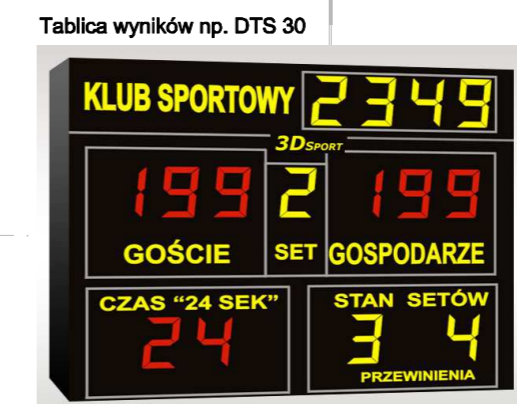 Tablica wyników np. DTS 30
KLUB SPORTOWY 2349
3DSPORT
199 2 199
GOŚCIE SET GOSPODARZE
CZAS “24 SEK” STAN SETÓW
24 3 4
PRZEWINIENIA